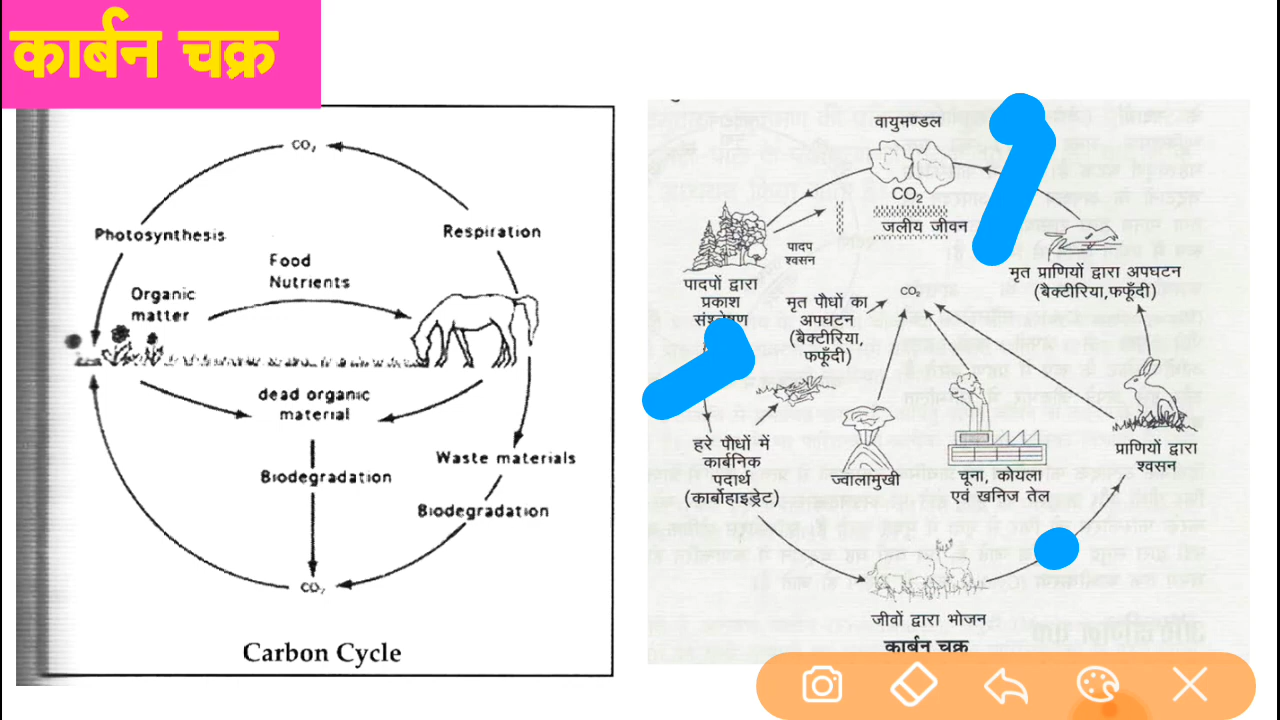 कार्बन चक्र
CO₂
Photosynthesis
Respiration
Food
Nutrients
Organic
matter
dead organic
material
Biodegradation
Waste materials
Biodegradation
CO₂
Carbon Cycle
वायुमण्डल
CO₂
जलीय जीवन
पादप
श्वसन
पादपों द्वारा
प्रकाश
संश्लेषण
मृत प्राणियों द्वारा अपघटन
(बैक्टीरिया,फफूँदी)
CO₂
मृत पौधों का
अपघटन
(बैक्टीरिया,
फफूँदी)
हरे पौधों में
कार्बनिक
पदार्थ
(कार्बोहाइड्रेट)
ज्वालामुखी
चूना, कोयला
एवं खनिज तेल
प्राणियों द्वारा
श्वसन
जीवों द्वारा भोजन
कार्बन चक्र